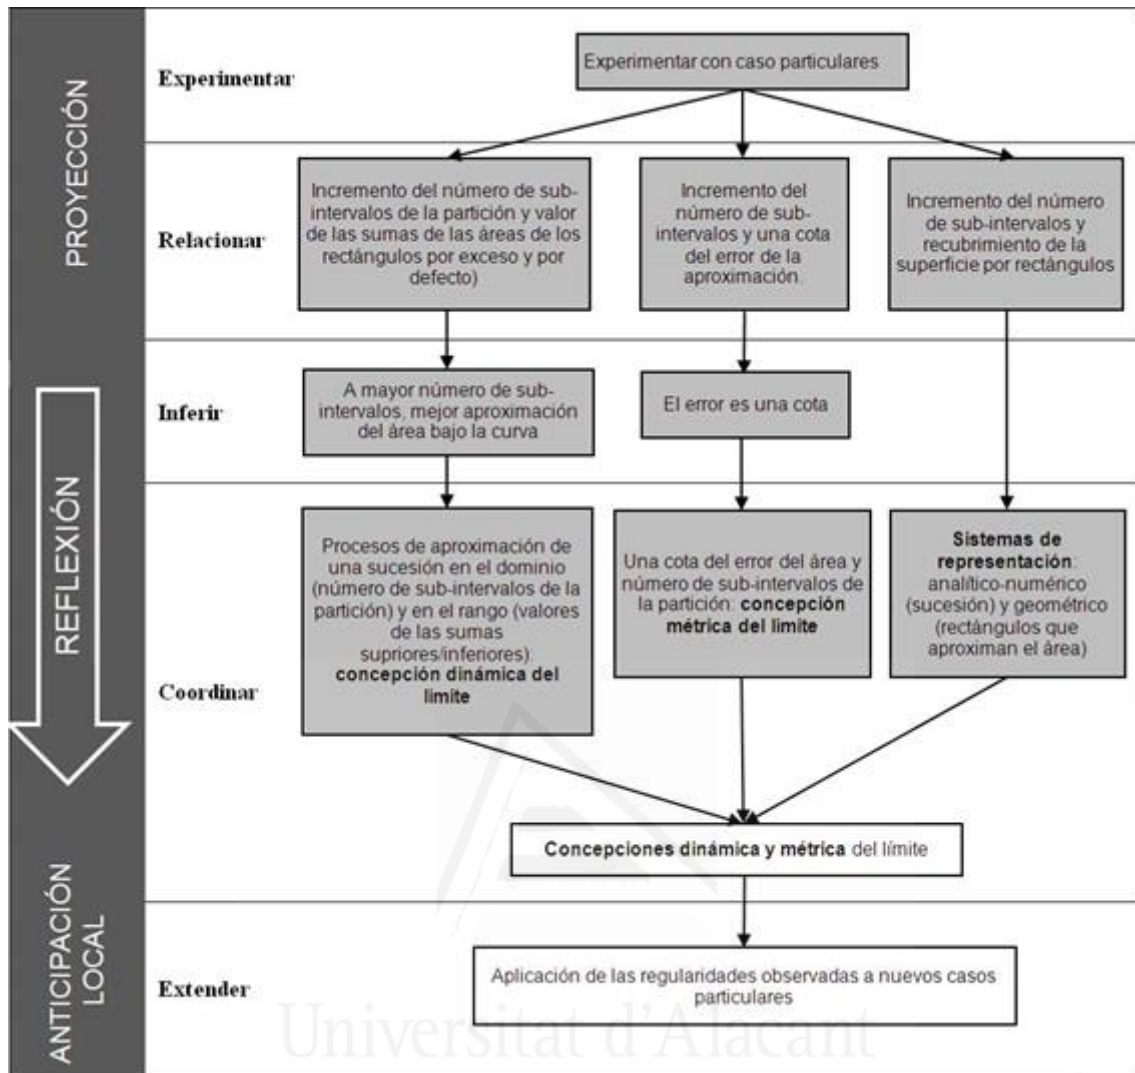 PROYECCIÓN
REFLEXIÓN
ANTICIPACIÓN
LOCAL
Experimentar
Experimentar con caso particulares
Relacionar
Incremento del número de sub-
intervalos de la partición y valor
de las sumas de las áreas de los
rectángulos por exceso y por
defecto)
Incremento del
número de sub-
intervalos y una cota
del error de la
aproximación.
Incremento del número
de sub-intervalos y
recubrimiento de la
superficie por rectángulos
Inferir
A mayor número de sub-
intervalos, mejor aproximación
del área bajo la curva
El error es una cota
Coordinar
Procesos de aproximación de
una sucesión en el dominio
(número de sub-intervalos de la
partición) y en el rango (valores
de las sumas
supriores/inferiores):
concepción dinámica del
limite
Una cota del error del área y
número de sub-intervalos de
la partición: concepción
métrica del limite
Sistemas de
representación:
analítico-numérico
(sucesión) y geométrico
(rectángulos que
aproximan el área)
Concepciones dinámica y métrica del límite
Extender
Aplicación de las regularidades observadas a nuevos casos
particulares
Universitat d'Alacant